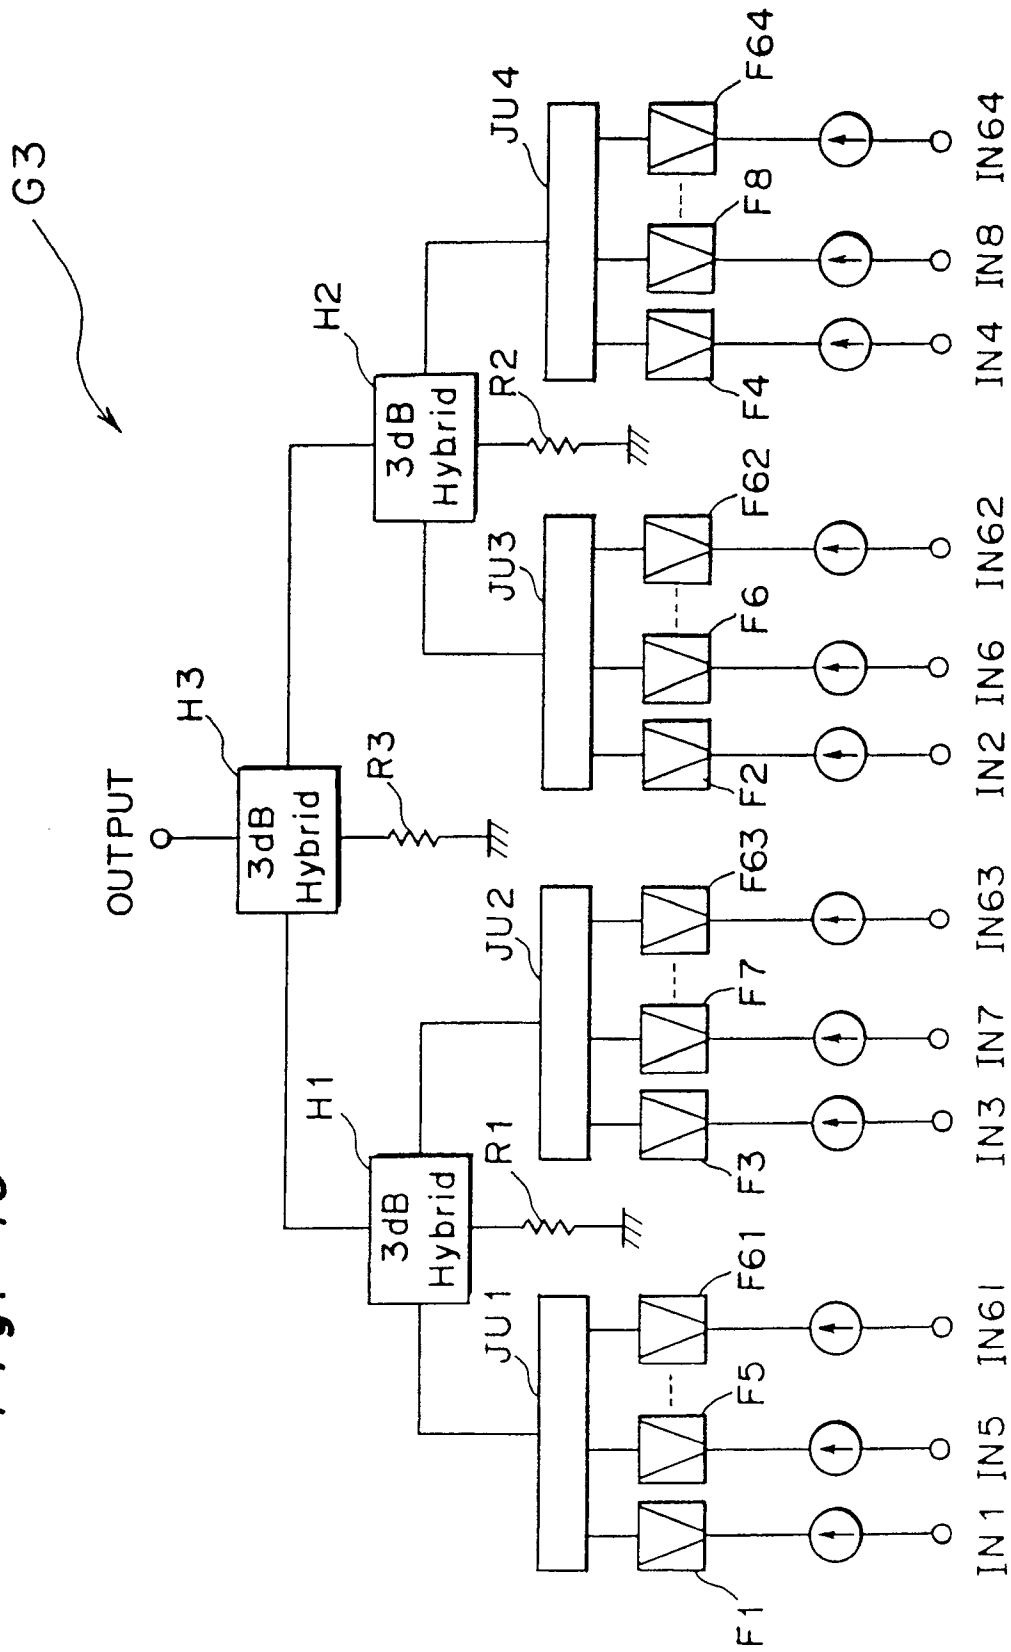 G3
OUTPUT
H3
3dB
Hybrid
R3
H1
3dB
Hybrid
R1
H2
3dB
Hybrid
R2
JU1
JU2
JU3
JU4
F1
F5
F61
F3
F7
F63
F2
F6
F62
F4
F8
F64
IN1
IN5
IN61
IN3
IN7
IN63
IN2
IN6
IN62
IN4
IN8
IN64